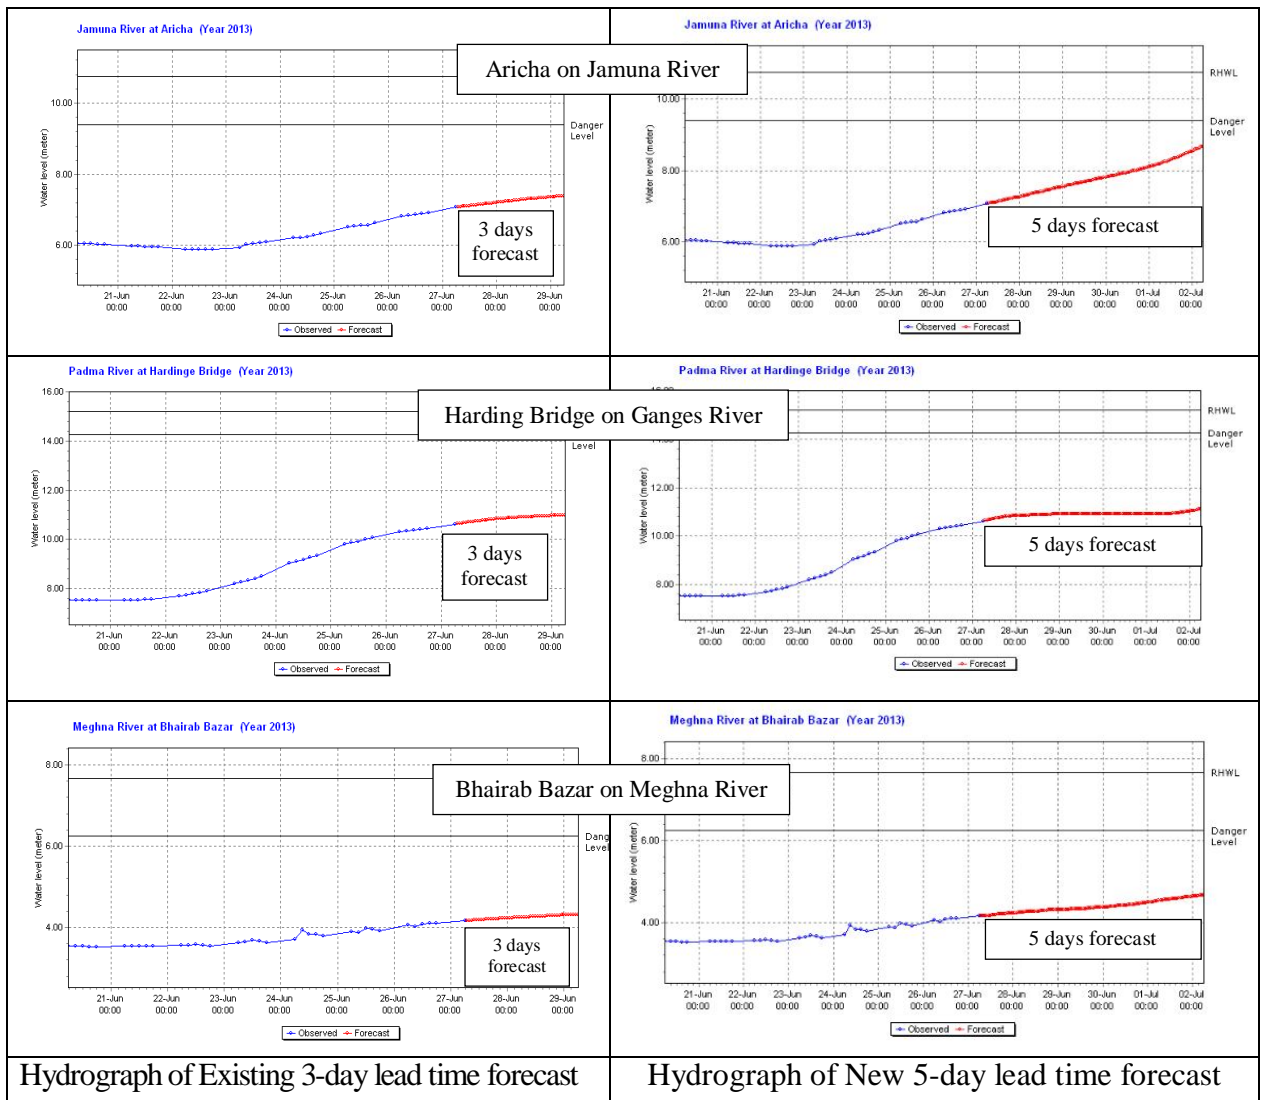 Jamuna River at Aricha (Year 2013)
Jamuna River at Aricha (Year 2013)
Aricha on Jamuna River
10.00
8.00
6.00
Water level (meter)
Danger
Level
3 days
forecast
21-Jun 22-Jun 23-Jun 24-Jun 25-Jun 26-Jun 27-Jun 28-Jun 29-Jun
00:00 00:00 00:00 00:00 00:00 00:00 00:00 00:00 00:00
Observed Forecast
10.00
8.00
6.00
Water level (meter)
RHWL
Danger
Level
5 days forecast
21-Jun 22-Jun 23-Jun 24-Jun 25-Jun 26-Jun 27-Jun 28-Jun 29-Jun 30-Jun 01-Jul 02-Jul
00:00 00:00 00:00 00:00 00:00 00:00 00:00 00:00 00:00 00:00 00:00 00:00
Observed Forecast
Padma River at Hardinge Bridge (Year 2013)
Padma River at Hardinge Bridge (Year 2013)
Harding Bridge on Ganges River
16.00
14.00
12.00
10.00
8.00
Water level (meter)
Level
3 days
forecast
21-Jun 22-Jun 23-Jun 24-Jun 25-Jun 26-Jun 27-Jun 28-Jun 29-Jun
00:00 00:00 00:00 00:00 00:00 00:00 00:00 00:00 00:00
Observed Forecast
14.00
12.00
10.00
8.00
Water level (meter)
RHWL
Danger
Level
5 days forecast
21-Jun 22-Jun 23-Jun 24-Jun 25-Jun 26-Jun 27-Jun 28-Jun 29-Jun 30-Jun 01-Jul 02-Jul
00:00 00:00 00:00 00:00 00:00 00:00 00:00 00:00 00:00 00:00 00:00 00:00
Observed Forecast
Meghna River at Bhairab Bazar (Year 2013)
Meghna River at Bhairab Bazar (Year 2013)
Bhairab Bazar on Meghna River
8.00
6.00
4.00
Water level (meter)
Dang
Level
3 days
forecast
21-Jun 22-Jun 23-Jun 24-Jun 25-Jun 26-Jun 27-Jun 28-Jun 29-Jun
00:00 00:00 00:00 00:00 00:00 00:00 00:00 00:00 00:00
Observed Forecast
8.00
6.00
4.00
Water level (meter)
RHWL
Danger
Level
5 days forecast
21-Jun 22-Jun 23-Jun 24-Jun 25-Jun 26-Jun 27-Jun 28-Jun 29-Jun 30-Jun 01-Jul 02-Jul
00:00 00:00 00:00 00:00 00:00 00:00 00:00 00:00 00:00 00:00 00:00 00:00
Observed Forecast
Hydrograph of Existing 3-day lead time forecast
Hydrograph of New 5-day lead time forecast